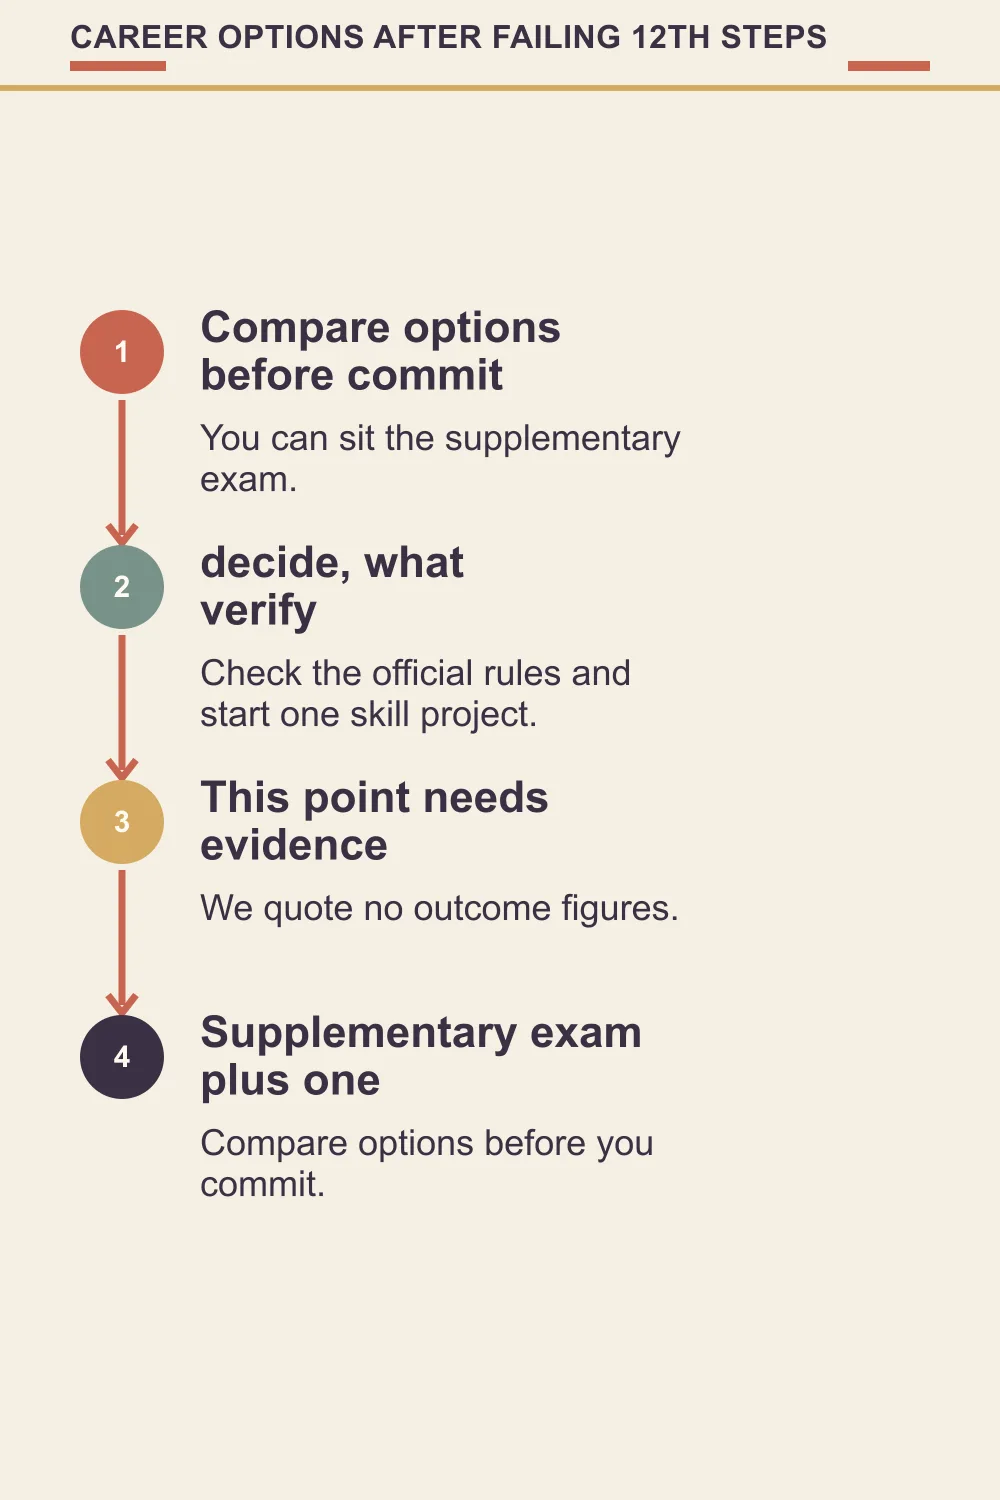 CAREER OPTIONS AFTER FAILING 12TH STEPS
1
Compare options
before commit
You can sit the supplementary
exam.
2
decide, what
verify
Check the official rules and
start one skill project.
3
This point needs
evidence
We quote no outcome figures.
4
Supplementary exam
plus one
Compare options before you
commit.